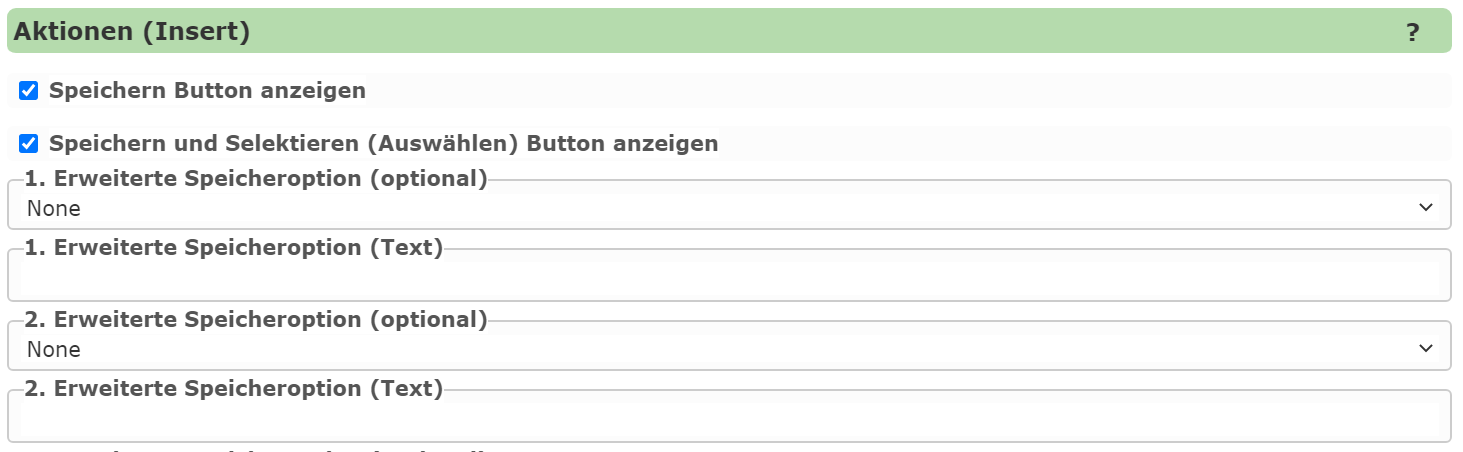 Aktionen (Insert) ?
Speichern Button anzeigen
Speichern und Selektieren (Auswählen) Button anzeigen
1. Erweiterte Speicheroption (optional)
None
1. Erweiterte Speicheroption (Text)
2. Erweiterte Speicheroption (optional)
None
2. Erweiterte Speicheroption (Text)